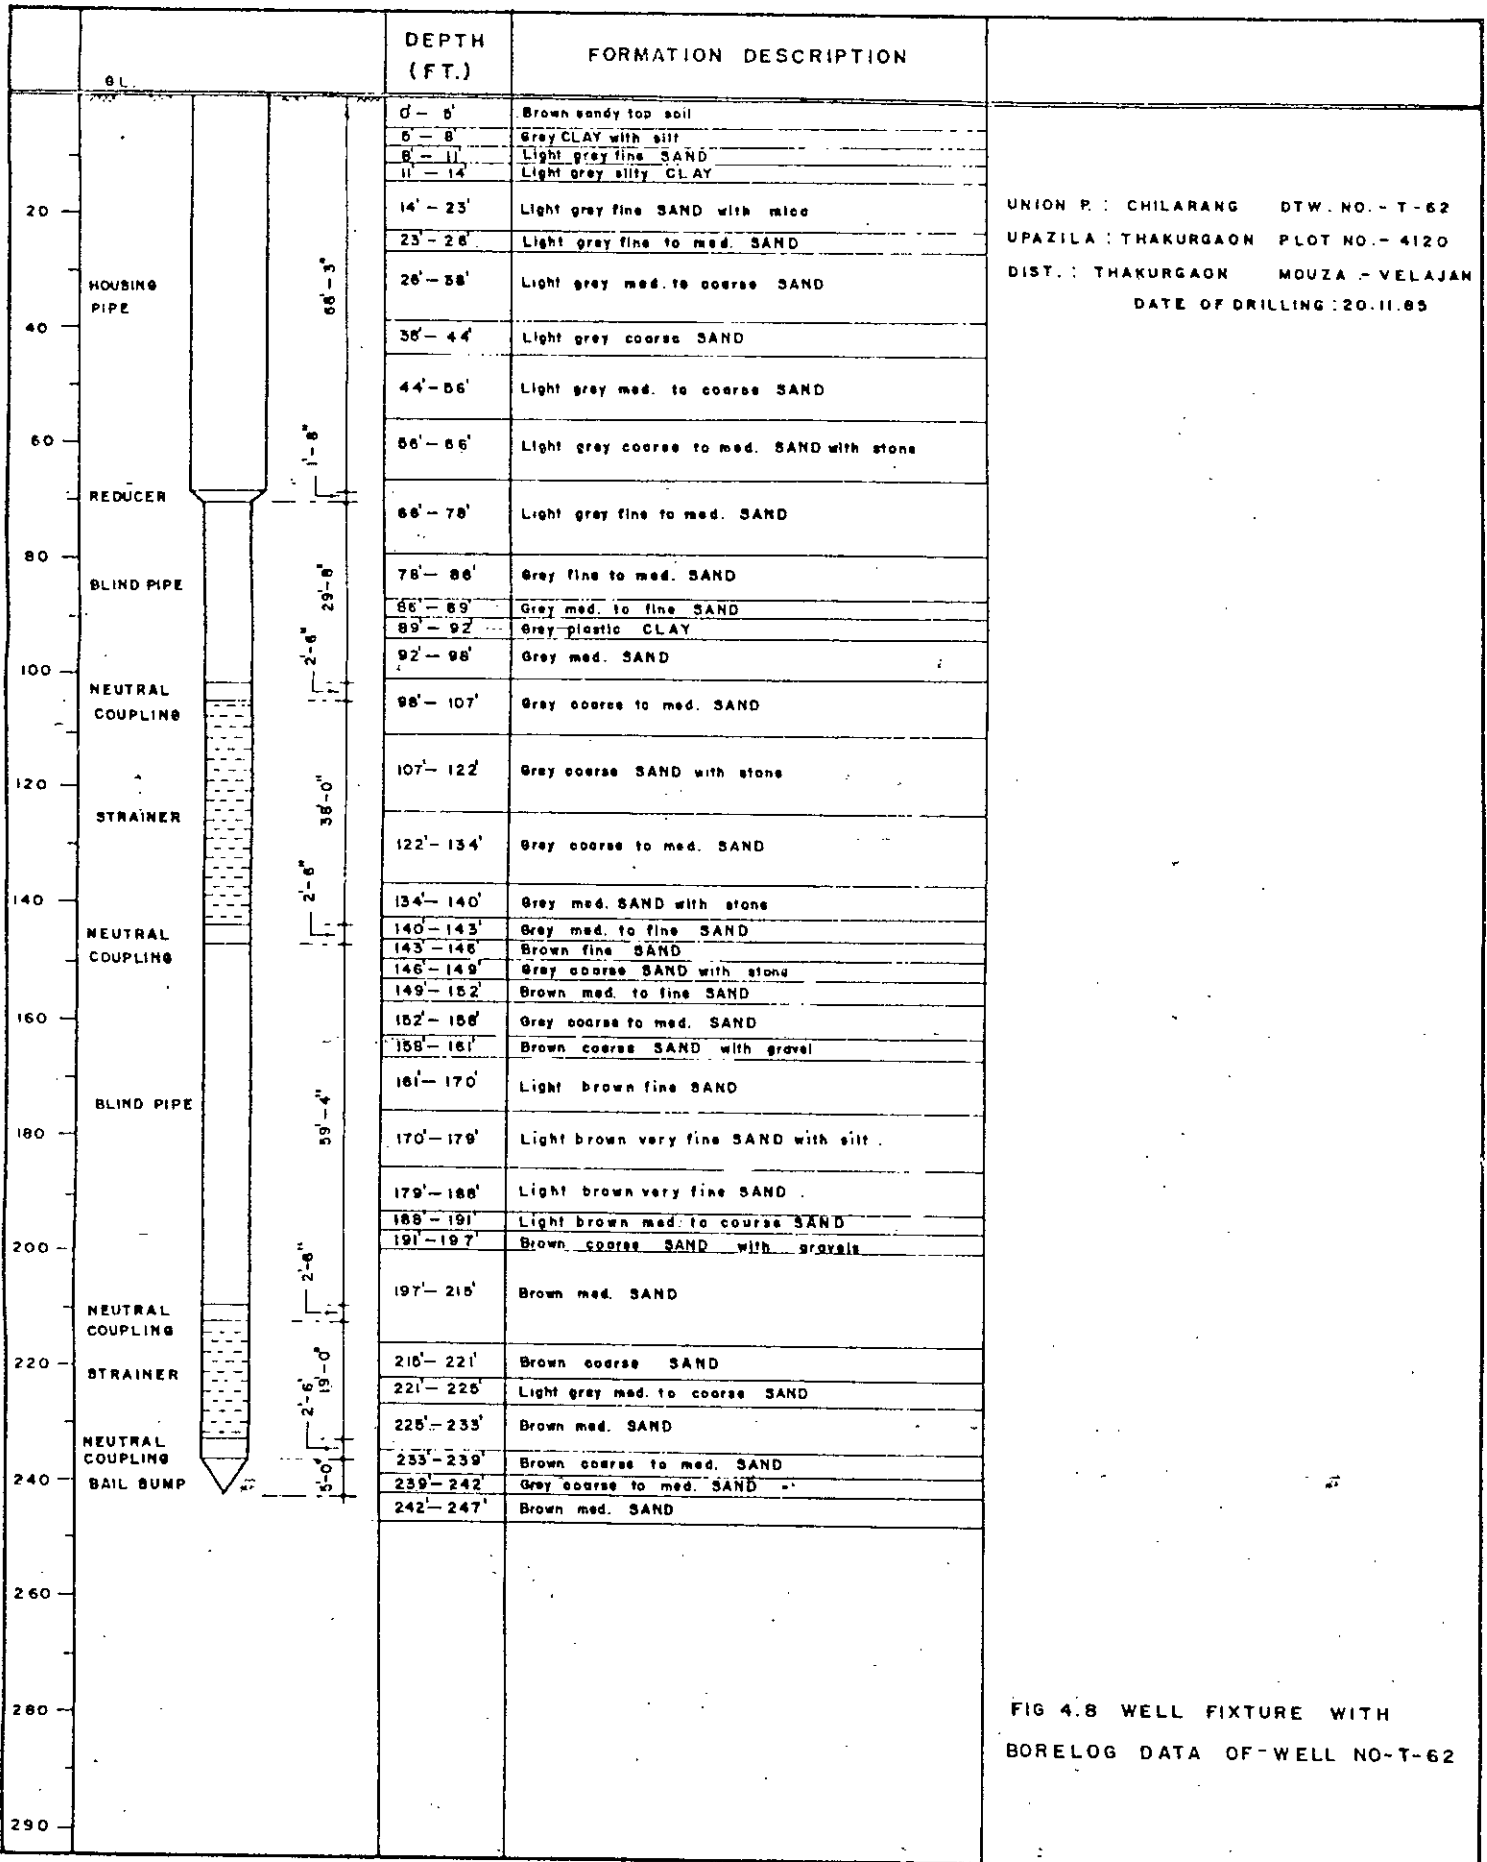 DEPTH
(FT.)
FORMATION DESCRIPTION
0' - 5' Brown sandy top soil
5' - 8' Grey CLAY with silt
8' - 11' Light grey fine SAND
11' - 14' Light grey silty CLAY
14' - 23' Light grey fine SAND with mica
23' - 26' Light grey fine to med. SAND
26' - 38' Light grey med. to coarse SAND
38' - 44' Light grey coarse SAND
44' - 56' Light grey med. to coarse SAND
56' - 66' Light grey coarse to med. SAND with stone
66' - 78' Light grey fine to med. SAND
78' - 86' Grey fine to med. SAND
86' - 89' Grey med. to fine SAND
89' - 92' Grey plastic CLAY
92' - 98' Grey med. SAND
98' - 107' Grey coarse to med. SAND
107' - 122' Grey coarse SAND with stone
122' - 134' Grey coarse to med. SAND
134' - 140' Grey med. SAND with stone
140' - 143' Grey med. to fine SAND
143' - 146' Brown fine SAND
146' - 149' Grey coarse SAND with stone
149' - 152' Brown med. to fine SAND
152' - 158' Grey coarse to med. SAND
158' - 161' Brown coarse SAND with gravel
161' - 170' Light brown fine SAND
170' - 179' Light brown very fine SAND with silt
179' - 188' Light brown very fine SAND
188' - 191' Light brown med. to course SAND
191' - 197' Brown coarse SAND with gravels
197' - 215' Brown med. SAND
215' - 221' Brown coarse SAND
221' - 225' Light grey med. to coarse SAND
225' - 233' Brown med. SAND
233' - 239' Brown coarse to med. SAND
239' - 242' Grey coarse to med. SAND
242' - 247' Brown med. SAND
20
40
60
80
100
120
140
160
180
200
220
240
260
280
290
HOUSING
PIPE
REDUCER
BLIND PIPE
NEUTRAL
COUPLING
STRAINER
NEUTRAL
COUPLING
BLIND PIPE
NEUTRAL
COUPLING
STRAINER
NEUTRAL
COUPLING
BAIL SUMP
68'-3"
1'-8"
29'-8"
2'-6"
38'-0"
2'-6"
59'-4"
2'-6"
19'-0"
2'-6'
5'-0"
UNION P. : CHILARANG DTW. NO. - T-62
UPAZILA : THAKURGAON PLOT NO. - 4120
DIST. : THAKURGAON MOUZA - VELAJAN
DATE OF DRILLING : 20.11.85
FIG 4.8 WELL FIXTURE WITH
BORELOG DATA OF WELL NO-T-62